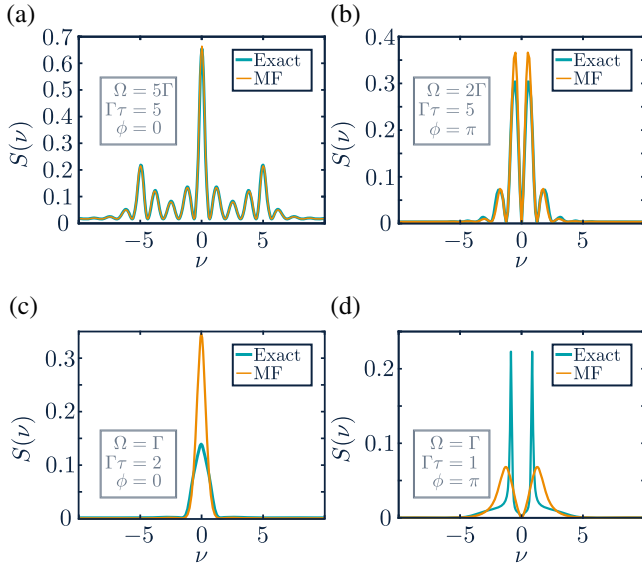 (a)
0.7
0.6
0.5
0.4
0.3
0.2
0.1
0
S(ν)
Ω = 5Γ
Γτ = 5
ϕ = 0
Exact
MF
−5 0 5
ν
(b)
0.4
0.3
0.2
0.1
0
S(ν)
Ω = 2Γ
Γτ = 5
ϕ = π
Exact
MF
−5 0 5
ν
(c)
0.3
0.2
0.1
0
S(ν)
Ω = Γ
Γτ = 2
ϕ = 0
Exact
MF
−5 0 5
ν
(d)
0.2
0.1
0
S(ν)
Ω = Γ
Γτ = 1
ϕ = π
Exact
MF
−5 0 5
ν